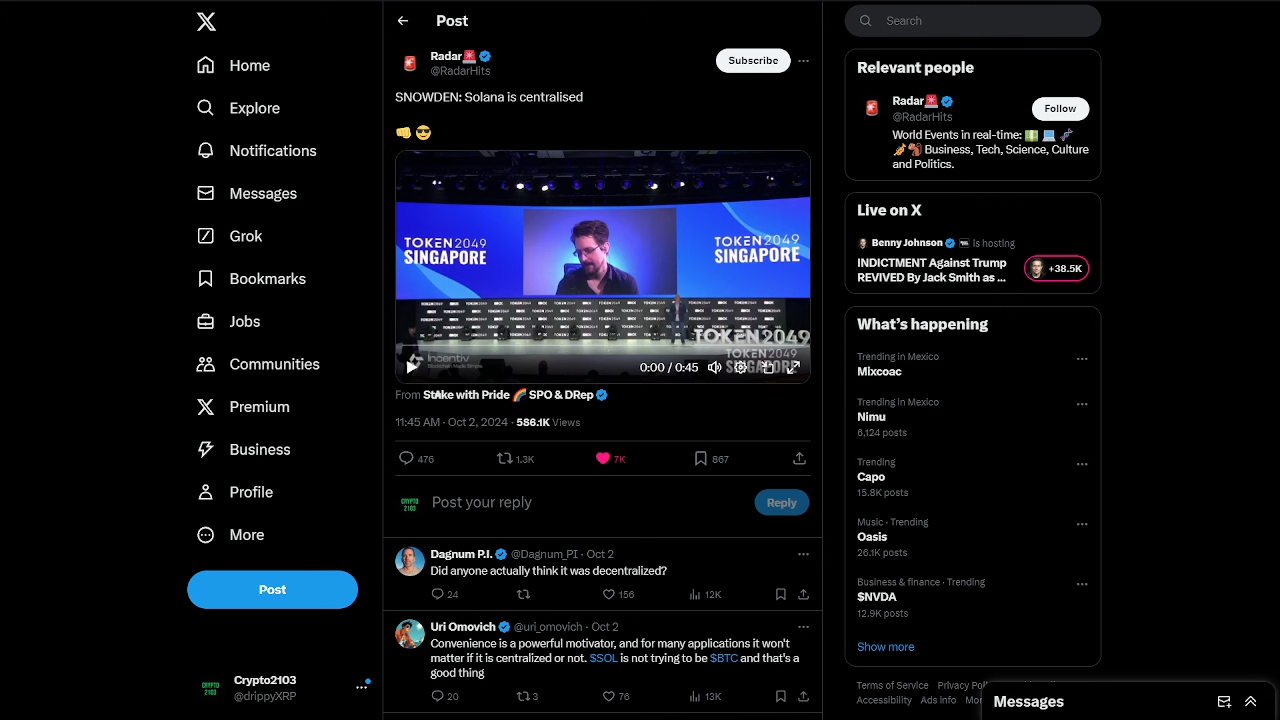 Home
Explore
Notifications
Messages
Grok
Bookmarks
Jobs
Communities
Premium
Business
Profile
More
Post
Crypto2103
@drippyXRP
Post
Radar🚨
@RadarHits
Subscribe
SNOWDEN: Solana is centralised
👊😎
TOKEN2049
SINGAPORE
TOKEN2049
SINGAPORE
TOKEN2049
TOKEN2049
SINGAPORE
Incentiv
0:00 / 0:45
From StAke with Pride 🌈 SPO & DRep
11:45 AM · Oct 2, 2024 · 586.1K Views
476 1.3K 7K 867
CRYPTO
2103
Post your reply
Reply
Dagnum P.I. @Dagnum_PI · Oct 2
Did anyone actually think it was decentralized?
24 156 12K
Uri Omovich @uri_omovich · Oct 2
Convenience is a powerful motivator, and for many applications it won't
matter if it is centralized or not. $SOL is not trying to be $BTC and that's a
good thing
20 3 76 13K
Search
Relevant people
Radar🚨
@RadarHits
Follow
World Events in real-time: 💵 💻 🧬
Business, Tech, Science, Culture
and Politics.
Live on X
Benny Johnson is hosting
INDICTMENT Against Trump
REVIVED By Jack Smith as ...
+38.5K
What's happening
Trending in Mexico
Mixcoac
Trending in Mexico
Nimu
6,124 posts
Trending
Capo
15.8K posts
Music · Trending
Oasis
26.1K posts
Business & finance · Trending
$NVDA
12.9K posts
Show more
Terms of Service Privacy
Accessibility Ads info
Messages